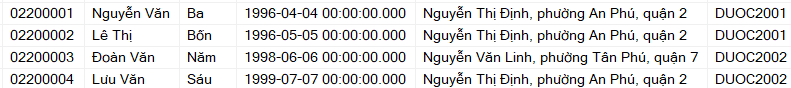 02200001 Nguyễn Văn Ba 1996-04-04 00:00:00.000 Nguyễn Thị Định, phường An Phú, quận 2 DUOC2001
02200002 Lê Thị Bốn 1996-05-05 00:00:00.000 Nguyễn Thị Định, phường An Phú, quận 2 DUOC2001
02200003 Đoàn Văn Năm 1998-06-06 00:00:00.000 Nguyễn Văn Linh, phường Tân Phú, quận 7 DUOC2002
02200004 Lưu Văn Sáu 1999-07-07 00:00:00.000 Nguyễn Thị Định, phường An Phú, quận 2 DUOC2002